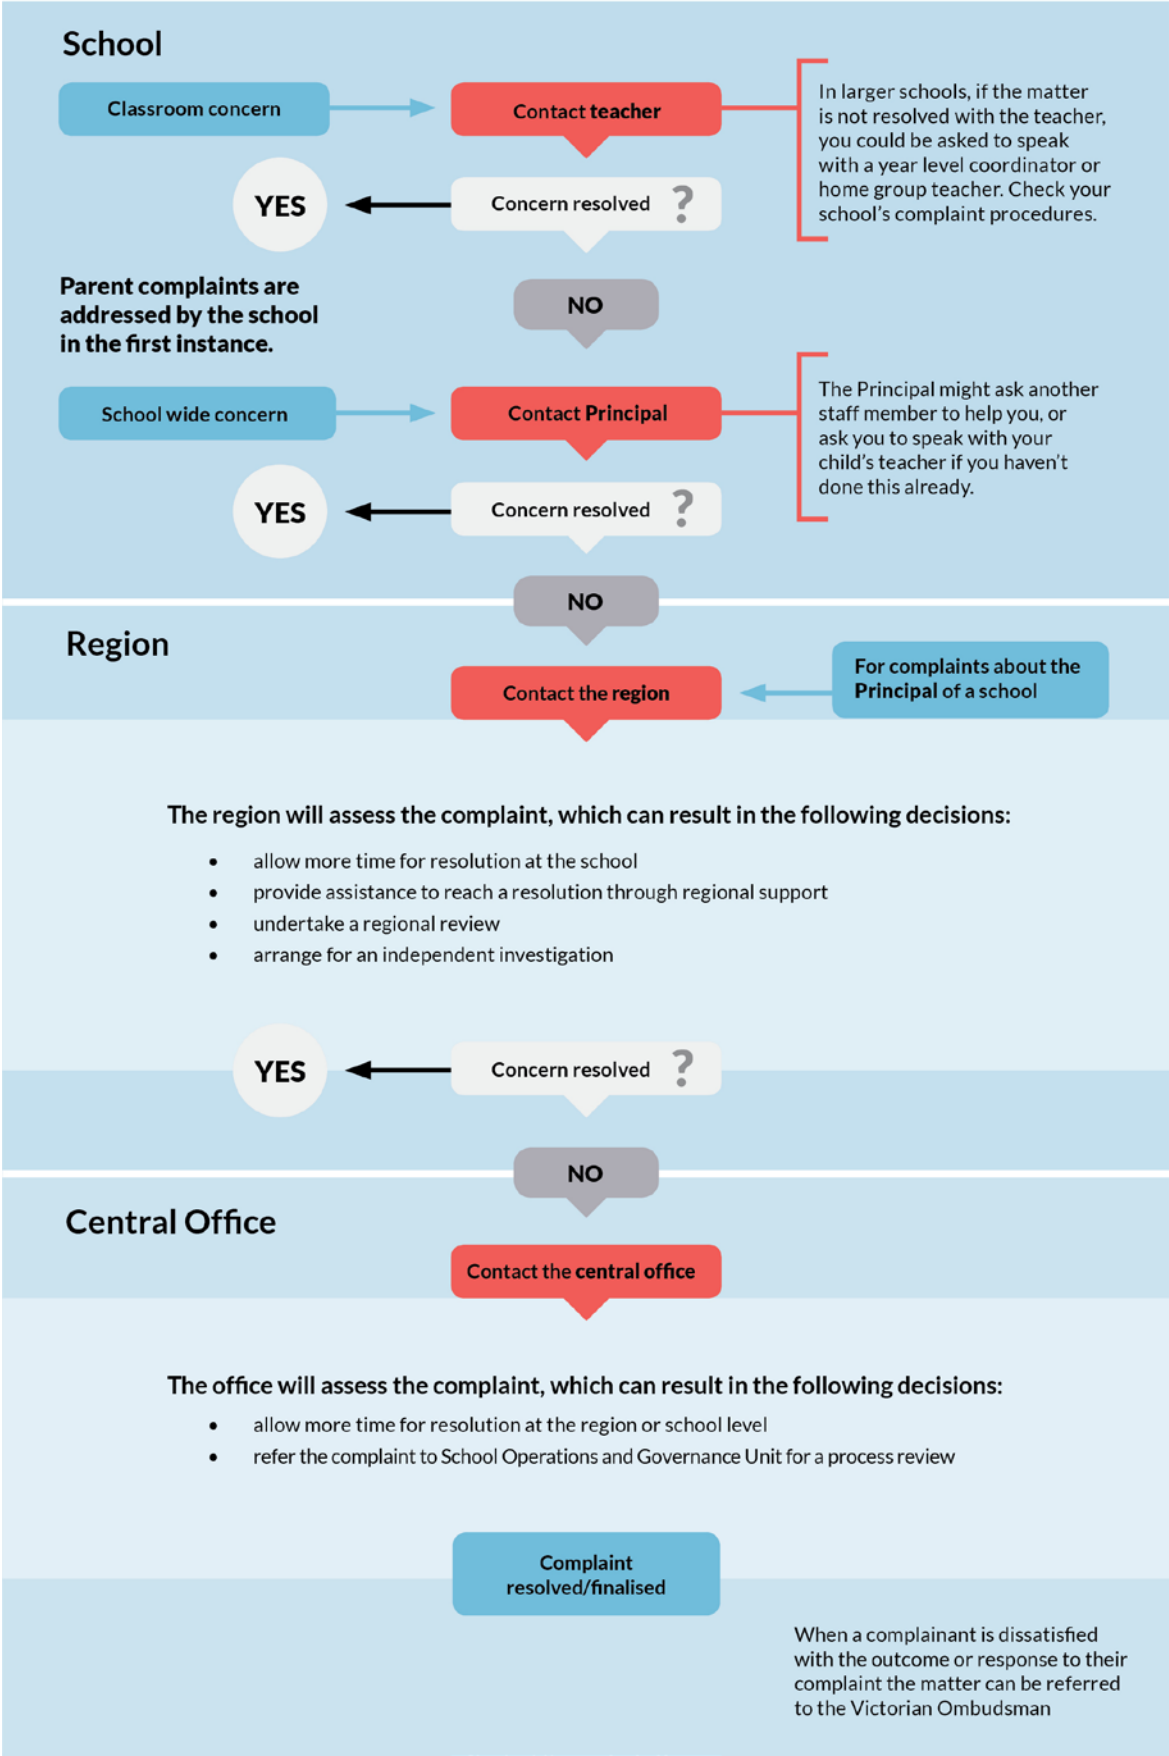 School
Classroom concern
Contact teacher
In larger schools, if the matter
is not resolved with the teacher,
you could be asked to speak
with a year level coordinator or
home group teacher. Check your
school's complaint procedures.
YES
Concern resolved ?
Parent complaints are
addressed by the school
in the first instance.
NO
School wide concern
Contact Principal
The Principal might ask another
staff member to help you, or
ask you to speak with your
child's teacher if you haven't
done this already.
YES
Concern resolved ?
NO
Region
Contact the region
For complaints about the
Principal of a school
The region will assess the complaint, which can result in the following decisions:
• allow more time for resolution at the school
• provide assistance to reach a resolution through regional support
• undertake a regional review
• arrange for an independent investigation
YES
Concern resolved ?
NO
Central Office
Contact the central office
The office will assess the complaint, which can result in the following decisions:
• allow more time for resolution at the region or school level
• refer the complaint to School Operations and Governance Unit for a process review
Complaint
resolved/finalised
When a complainant is dissatisfied
with the outcome or response to their
complaint the matter can be referred
to the Victorian Ombudsman